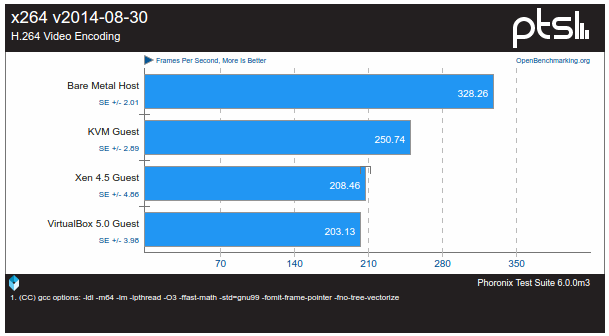 x264 v2014-08-30
H.264 Video Encoding
ptsl
Frames Per Second, More Is Better
OpenBenchmarking.org
Bare Metal Host
SE +/- 2.01
328.26
KVM Guest
SE +/- 2.89
250.74
Xen 4.5 Guest
SE +/- 4.86
208.46
VirtualBox 5.0 Guest
SE +/- 3.98
203.13
70 140 210 280 350
Phoronix Test Suite 6.0.0m3
1. (CC) gcc options: -ldl -m64 -lm -lpthread -O3 -ffast-math -std=gnu99 -fomit-frame-pointer -fno-tree-vectorize